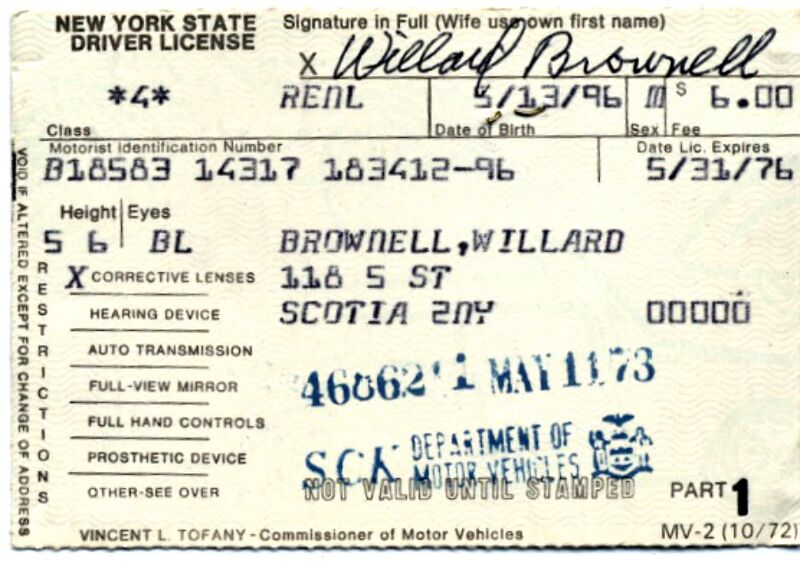 NEW YORK STATE
DRIVER LICENSE
Signature in Full (Wife use own first name)
X Willard Brownell
*4* RENL 5/13/96 M $ 6.00
Class Date of Birth Sex Fee
Motorist Identification Number Date Lic. Expires
B18583 14317 183412-96 5/31/76
Height Eyes
5 6 BL BROWNELL,WILLARD
X CORRECTIVE LENSES 118 S ST
HEARING DEVICE SCOTIA 2NY 00000
AUTO TRANSMISSION
FULL-VIEW MIRROR
FULL HAND CONTROLS
PROSTHETIC DEVICE
OTHER-SEE OVER
RESTRICTIONS
VOID IF ALTERED EXCEPT FOR CHANGE OF ADDRESS
MAY 11 73
SCK DEPARTMENT OF
MOTOR VEHICLES
NOT VALID UNTIL STAMPED
PART 1
VINCENT L. TOFANY - Commissioner of Motor Vehicles MV-2 (10/72)